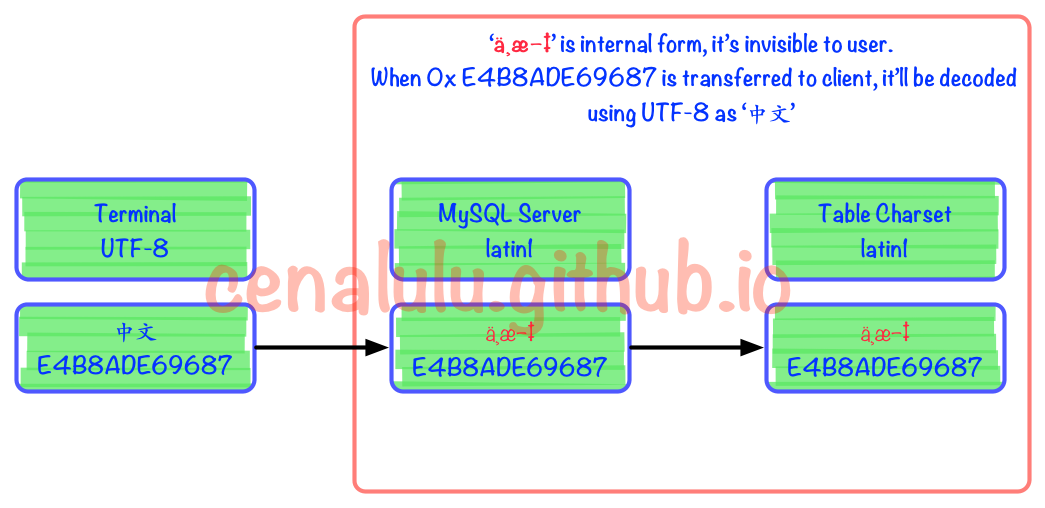 ‘ä¸­æ–‡’ is internal form, it’s invisible to user.
When 0x E4B8ADE69687 is transferred to client, it’ll be decoded
using UTF-8 as ‘中文’
Terminal
UTF-8
MySQL Server
latin1
Table Charset
latin1
cenalulu.github.io
中文
E4B8ADE69687
ä¸­æ–‡
E4B8ADE69687
ä¸­æ–‡
E4B8ADE69687